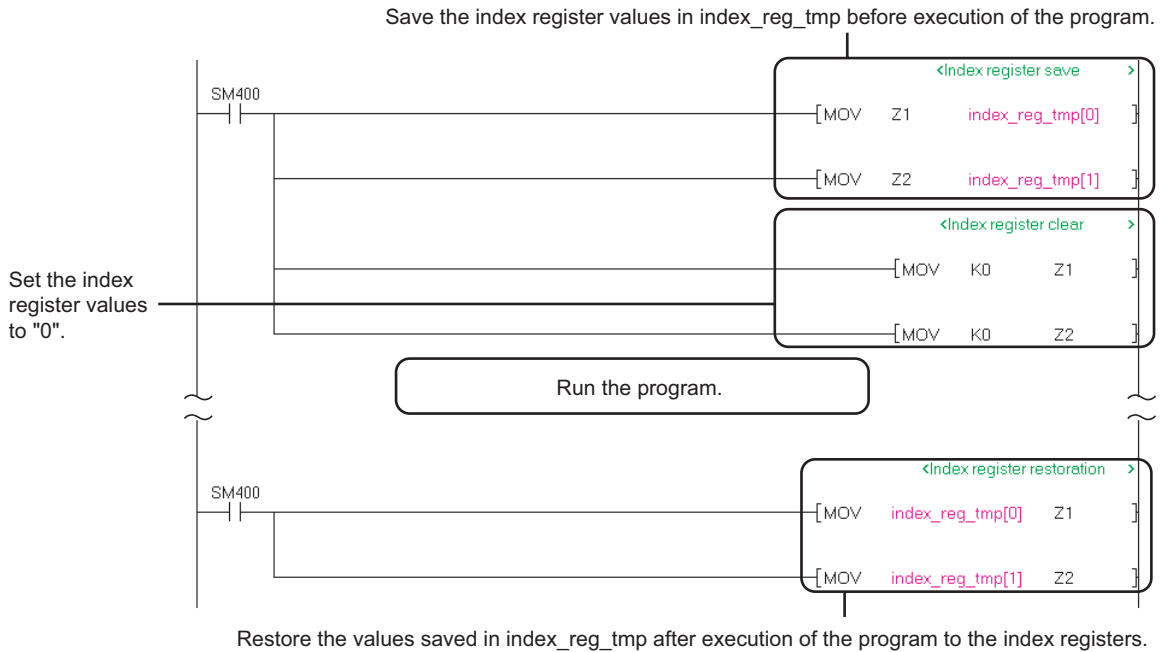 Save the index register values in index_reg_tmp before execution of the program.
<Index register save >
SM400
[MOV Z1 index_reg_tmp[0] ]
[MOV Z2 index_reg_tmp[1] ]
<Index register clear >
[MOV K0 Z1 ]
Set the index
register values
to "0".
[MOV K0 Z2 ]
Run the program.
<Index register restoration >
SM400
[MOV index_reg_tmp[0] Z1 ]
[MOV index_reg_tmp[1] Z2 ]
Restore the values saved in index_reg_tmp after execution of the program to the index registers.